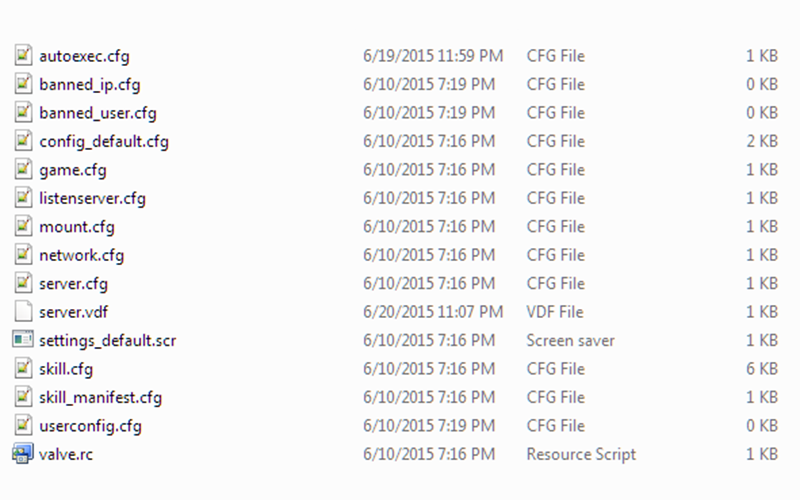 autoexec.cfg 6/19/2015 11:59 PM CFG File 1 KB
banned_ip.cfg 6/10/2015 7:19 PM CFG File 0 KB
banned_user.cfg 6/10/2015 7:19 PM CFG File 0 KB
config_default.cfg 6/10/2015 7:16 PM CFG File 2 KB
game.cfg 6/10/2015 7:16 PM CFG File 1 KB
listenserver.cfg 6/10/2015 7:16 PM CFG File 1 KB
mount.cfg 6/10/2015 7:16 PM CFG File 1 KB
network.cfg 6/10/2015 7:16 PM CFG File 1 KB
server.cfg 6/10/2015 7:16 PM CFG File 1 KB
server.vdf 6/20/2015 11:07 PM VDF File 1 KB
settings_default.scr 6/10/2015 7:16 PM Screen saver 1 KB
skill.cfg 6/10/2015 7:16 PM CFG File 6 KB
skill_manifest.cfg 6/10/2015 7:16 PM CFG File 1 KB
userconfig.cfg 6/10/2015 7:19 PM CFG File 0 KB
valve.rc 6/10/2015 7:16 PM Resource Script 1 KB